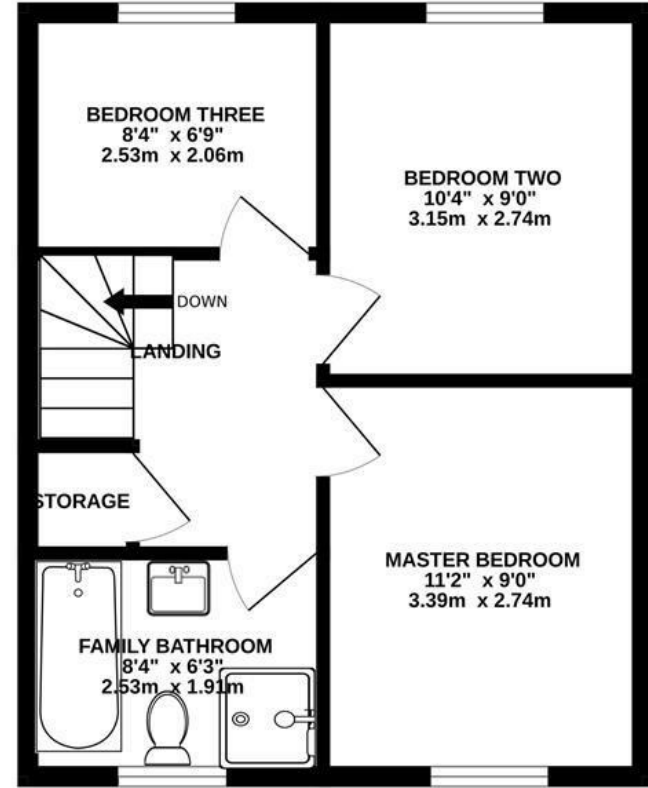 BEDROOM THREE
8'4" x 6'9"
2.53m x 2.06m
BEDROOM TWO
10'4" x 9'0"
3.15m x 2.74m
DOWN
LANDING
STORAGE
MASTER BEDROOM
11'2" x 9'0"
3.39m x 2.74m
FAMILY BATHROOM
8'4" x 6'3"
2.53m x 1.91m